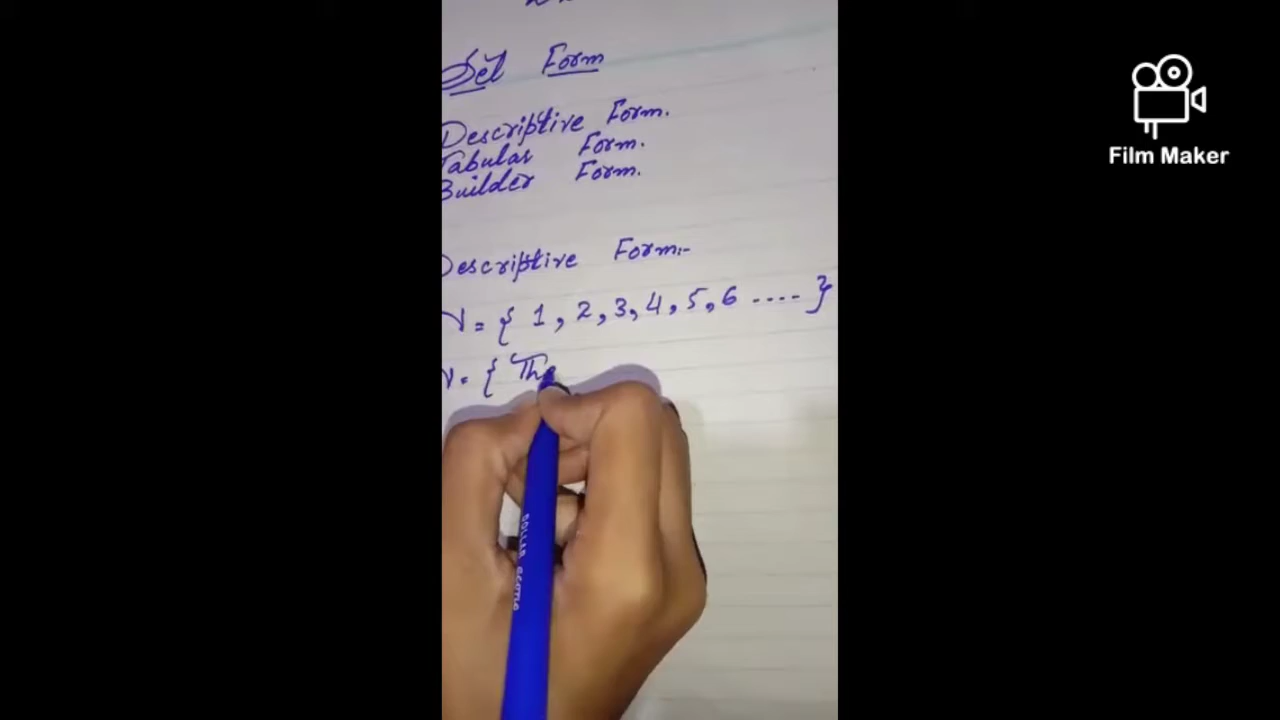 Set Form
Descriptive Form.
Tabular Form.
Builder Form.
Descriptive Form:-
N = { 1, 2, 3, 4, 5, 6 .... }
N = { The
DOLLAR
Film Maker